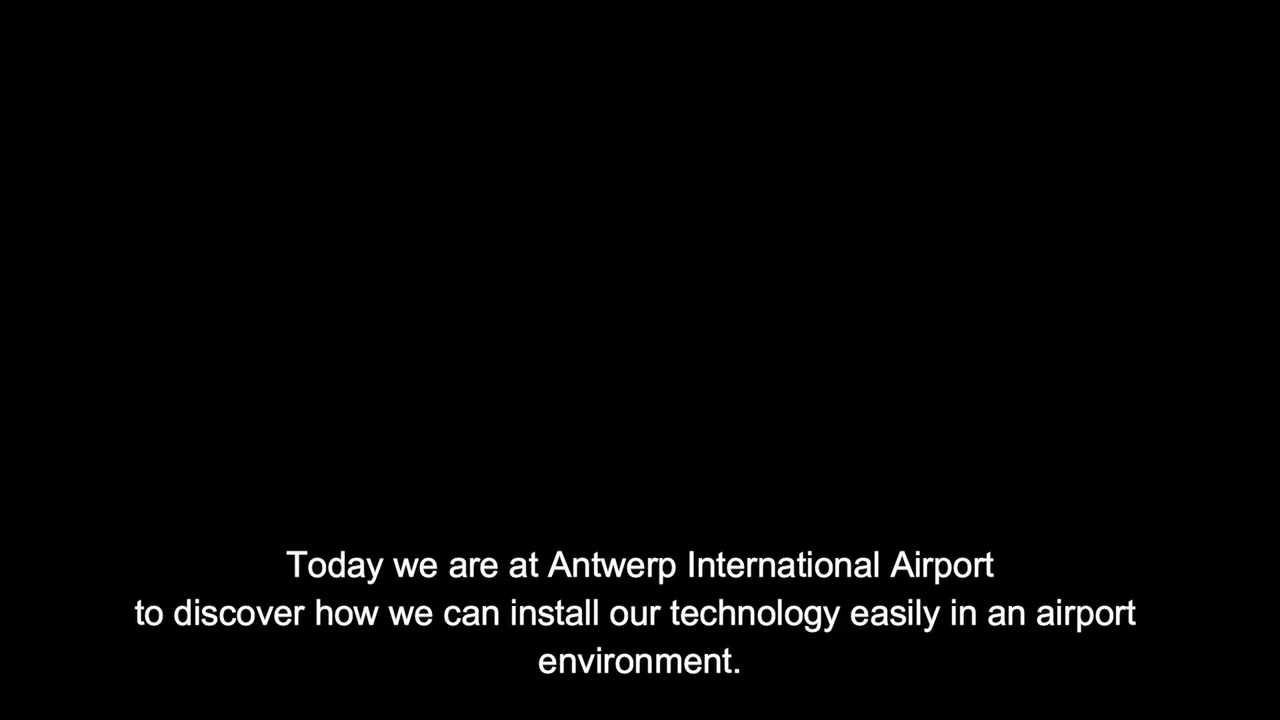 Today we are at Antwerp International Airport
to discover how we can install our technology easily in an airport
environment.